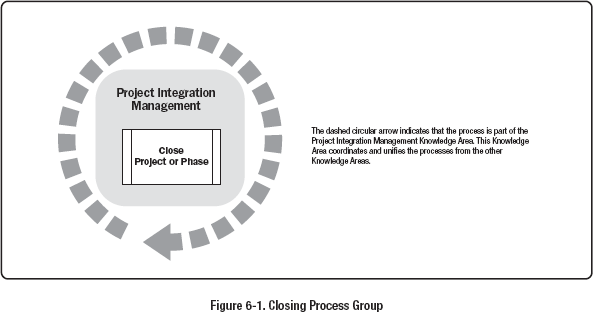 Project Integration
Management
Close
Project or Phase
The dashed circular arrow indicates that the process is part of the
Project Integration Management Knowledge Area. This Knowledge
Area coordinates and unifies the processes from the other
Knowledge Areas.
Figure 6-1. Closing Process Group